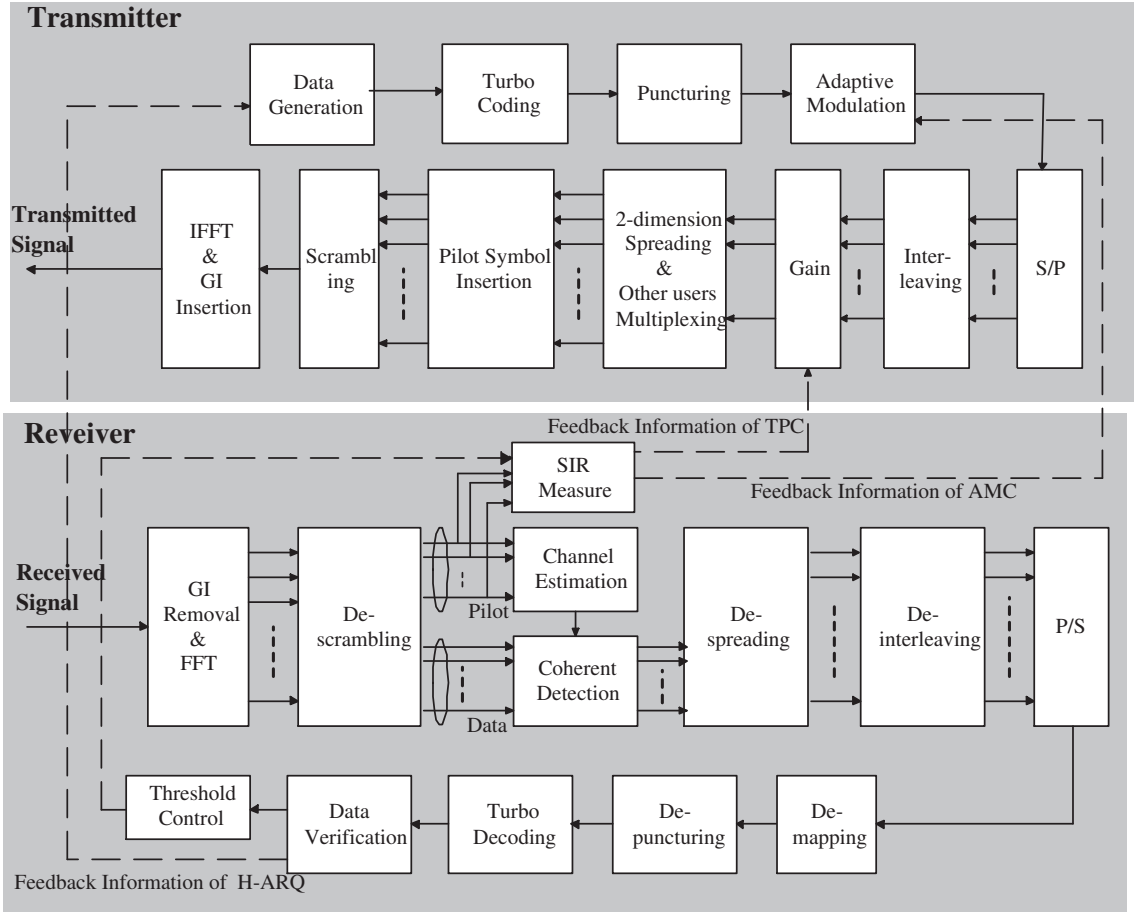 Transmitter
Data
Generation
Turbo
Coding
Puncturing
Adaptive
Modulation
Transmitted
Signal
IFFT
&
GI
Insertion
Scrambl
ing
Pilot Symbol
Insertion
2-dimension
Spreading
&
Other users
Multiplexing
Gain
Inter-
leaving
S/P
Reveiver
Feedback Information of TPC
SIR
Measure
Feedback Information of AMC
Received
Signal
GI
Removal
&
FFT
De-
scrambling
Pilot
Data
Channel
Estimation
Coherent
Detection
De-
spreading
De-
interleaving
P/S
Threshold
Control
Data
Verification
Turbo
Decoding
De-
puncturing
De-
mapping
Feedback Information of H-ARQ